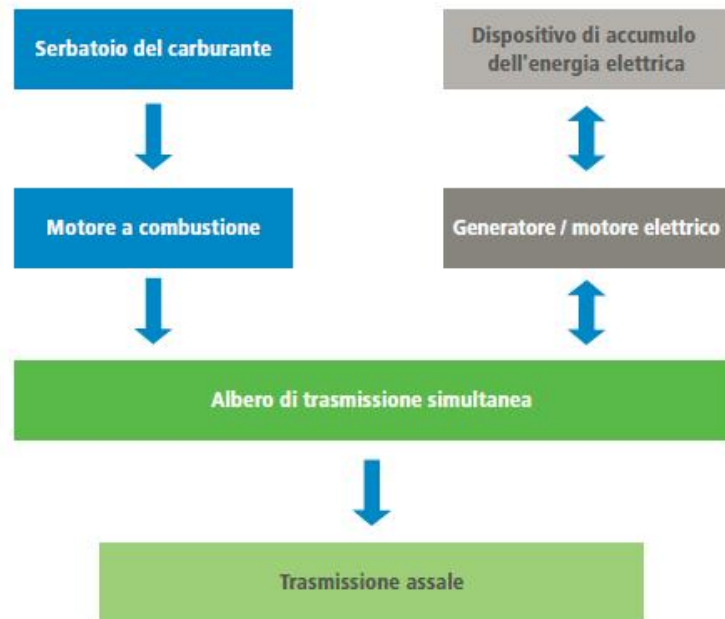 Serbatoio del carburante
Dispositivo di accumulo
dell'energia elettrica
Motore a combustione
Generatore / motore elettrico
Albero di trasmissione simultanea
Trasmissione assale